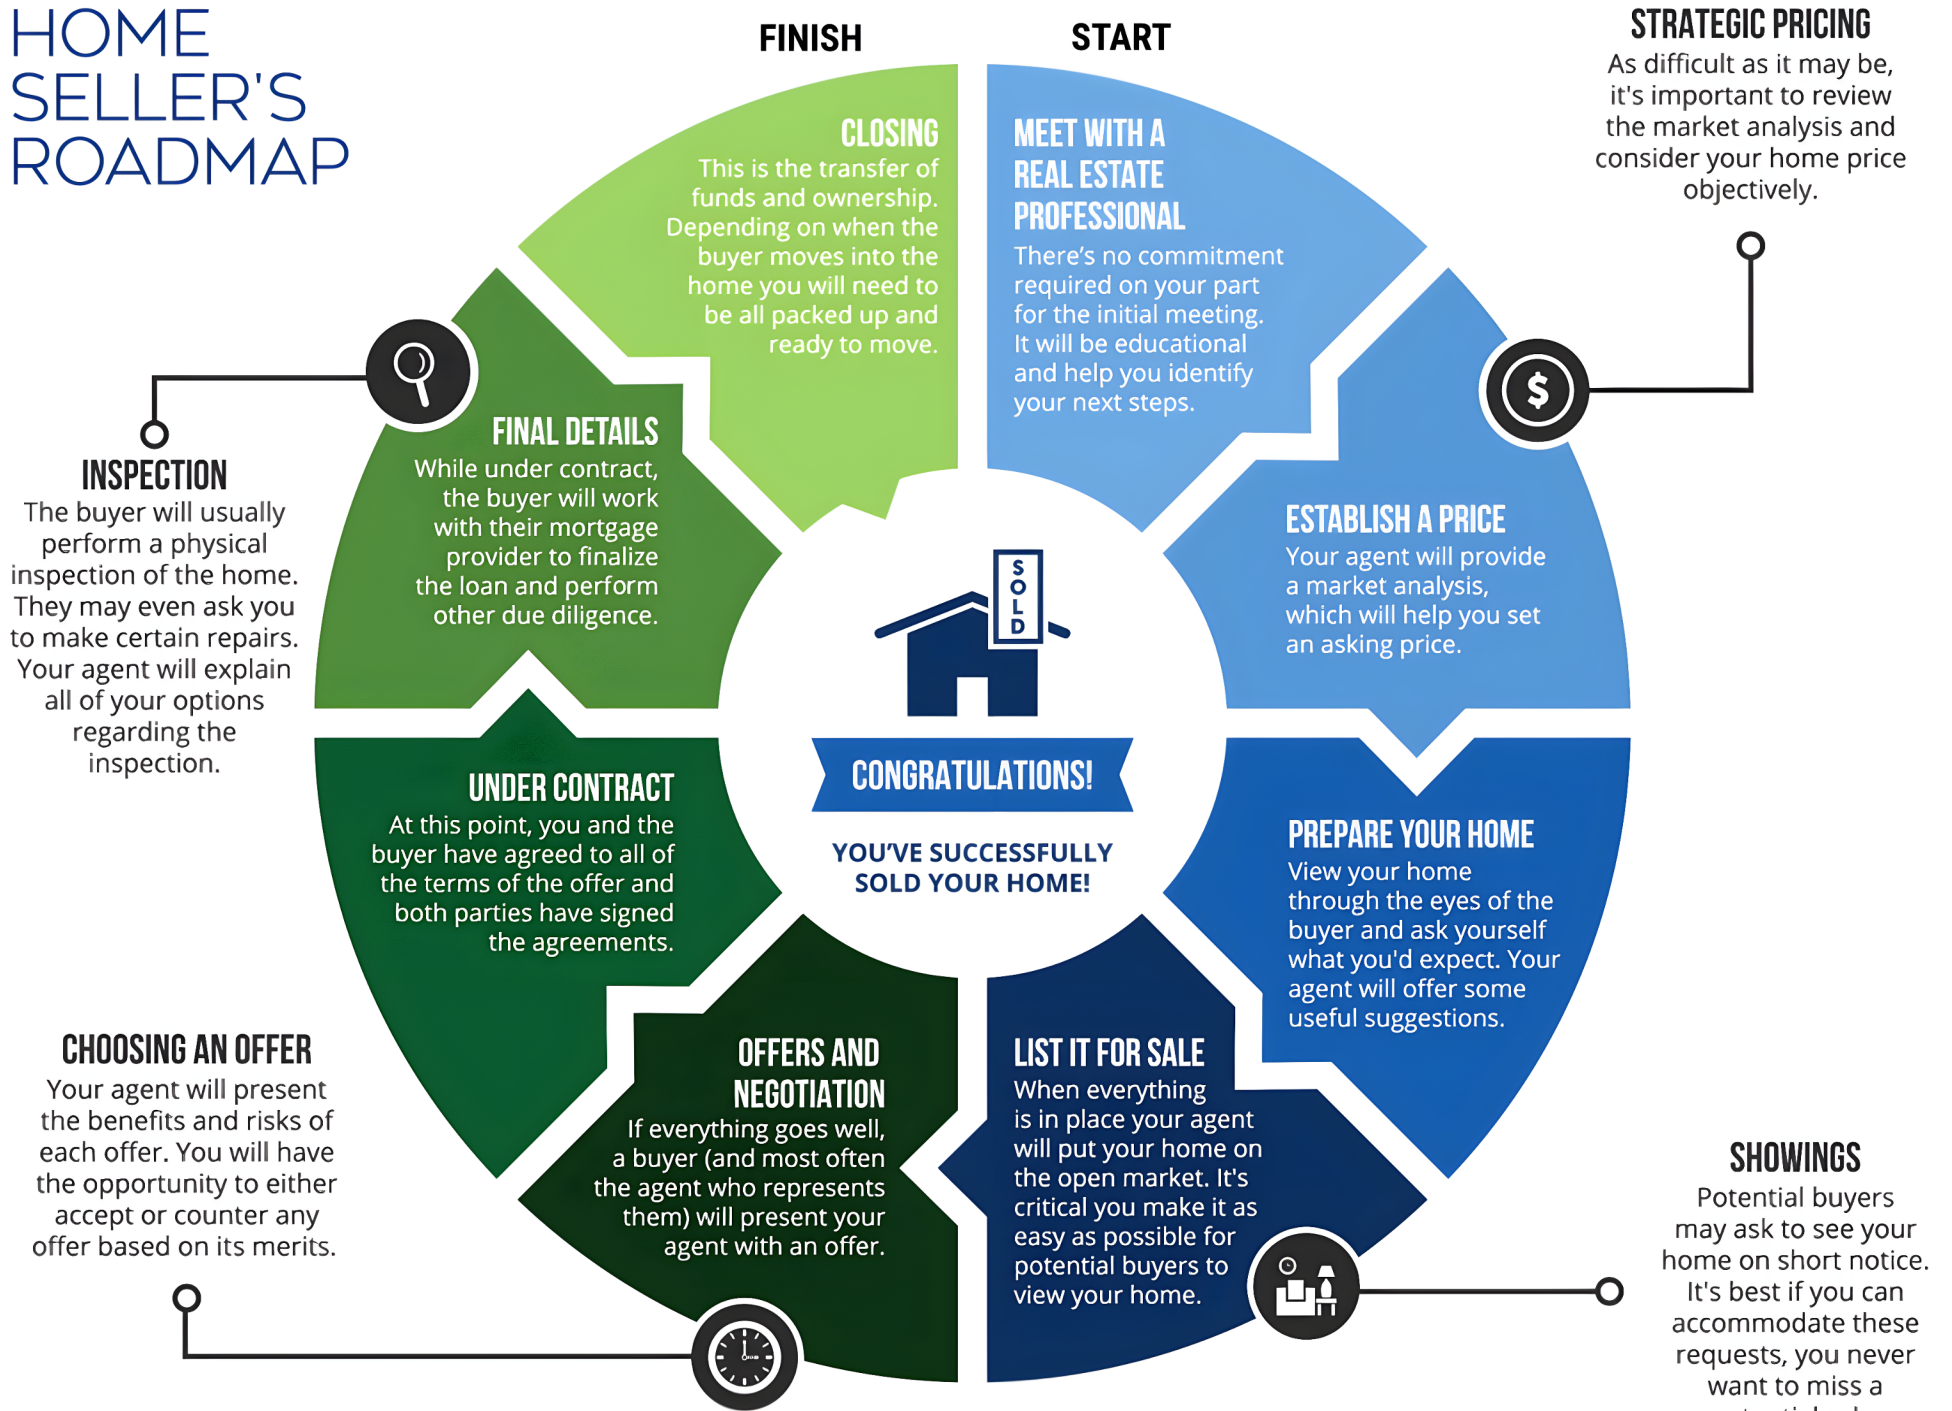 HOME
SELLER'S
ROADMAP
FINISH
START
STRATEGIC PRICING
As difficult as it may be,
it's important to review
the market analysis and
consider your home price
objectively.
MEET WITH A
REAL ESTATE
PROFESSIONAL
There's no commitment
required on your part
for the initial meeting.
It will be educational
and help you identify
your next steps.
$
ESTABLISH A PRICE
Your agent will provide
a market analysis,
which will help you set
an asking price.
PREPARE YOUR HOME
View your home
through the eyes of the
buyer and ask yourself
what you'd expect. Your
agent will offer some
useful suggestions.
LIST IT FOR SALE
When everything
is in place your agent
will put your home on
the open market. It's
critical you make it as
easy as possible for
potential buyers to
view your home.
SHOWINGS
Potential buyers
may ask to see your
home on short notice.
It's best if you can
accommodate these
requests, you never
want to miss a
OFFERS AND
NEGOTIATION
If everything goes well,
a buyer (and most often
the agent who represents
them) will present your
agent with an offer.
CHOOSING AN OFFER
Your agent will present
the benefits and risks of
each offer. You will have
the opportunity to either
accept or counter any
offer based on its merits.
UNDER CONTRACT
At this point, you and the
buyer have agreed to all of
the terms of the offer and
both parties have signed
the agreements.
FINAL DETAILS
While under contract,
the buyer will work
with their mortgage
provider to finalize
the loan and perform
other due diligence.
INSPECTION
The buyer will usually
perform a physical
inspection of the home.
They may even ask you
to make certain repairs.
Your agent will explain
all of your options
regarding the
inspection.
CLOSING
This is the transfer of
funds and ownership.
Depending on when the
buyer moves into the
home you will need to
be all packed up and
ready to move.
SOLD
CONGRATULATIONS!
YOU'VE SUCCESSFULLY
SOLD YOUR HOME!